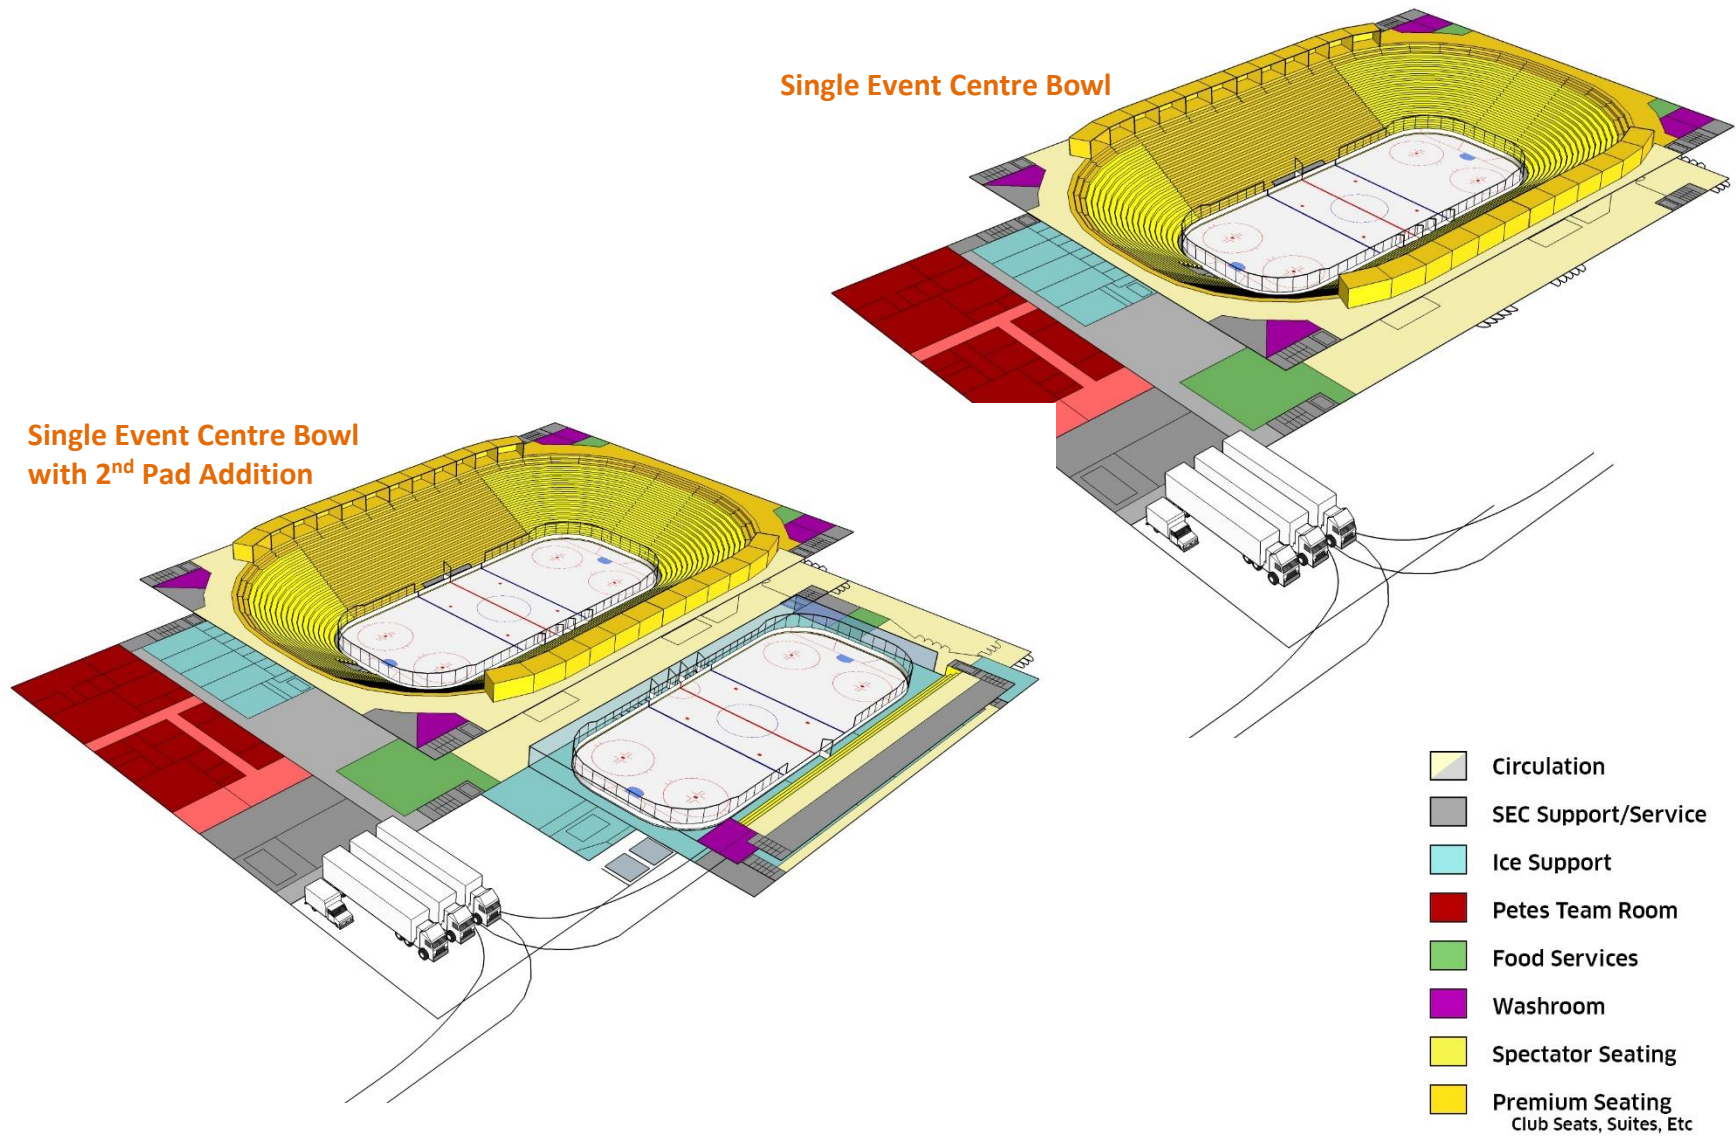 Single Event Centre Bowl
Single Event Centre Bowl
with 2nd Pad Addition
Circulation
SEC Support/Service
Ice Support
Petes Team Room
Food Services
Washroom
Spectator Seating
Premium Seating
Club Seats, Suites, Etc